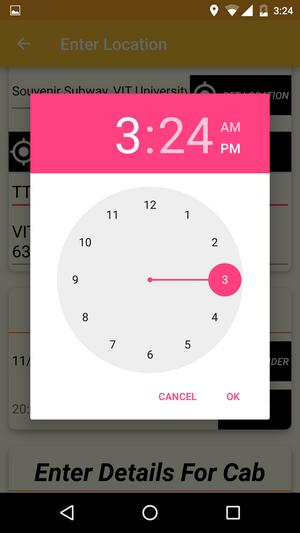 3:24
Enter Location
Souvenir Subway, VIT University
LOCATION
3:24
AM
PM
TT
VIT
63
12
11
1
10
2
9
3
8
4
7
5
6
11/
20:
CANCEL
OK
Enter Details For Cab